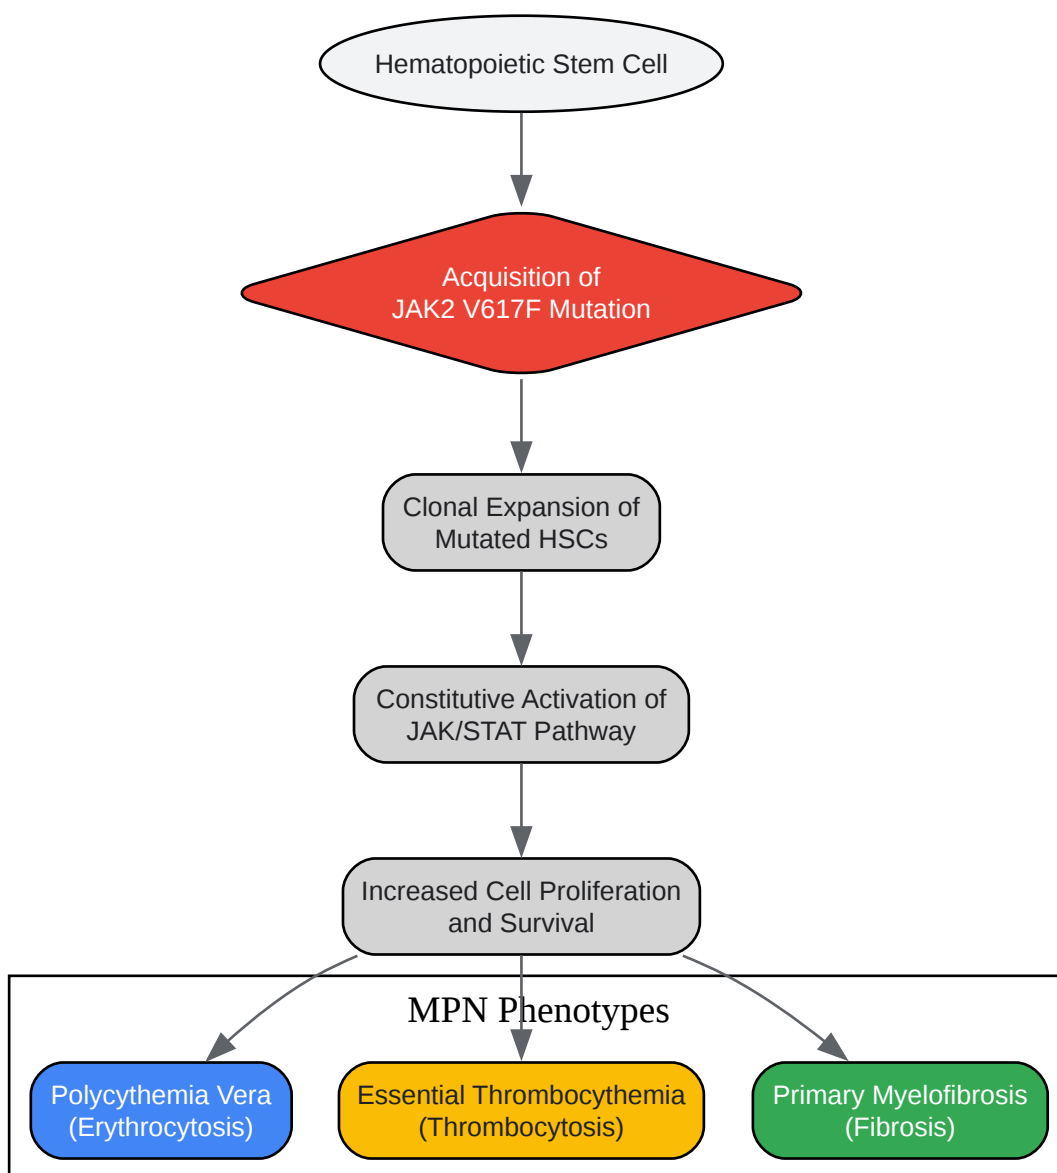 Hematopoietic Stem Cell
Acquisition of
JAK2 V617F Mutation
Clonal Expansion of
Mutated HSCs
Constitutive Activation of
JAK/STAT Pathway
Increased Cell Proliferation
and Survival
MPN Phenotypes
Polycythemia Vera
(Erythrocytosis)
Essential Thrombocythemia
(Thrombocytosis)
Primary Myelofibrosis
(Fibrosis)